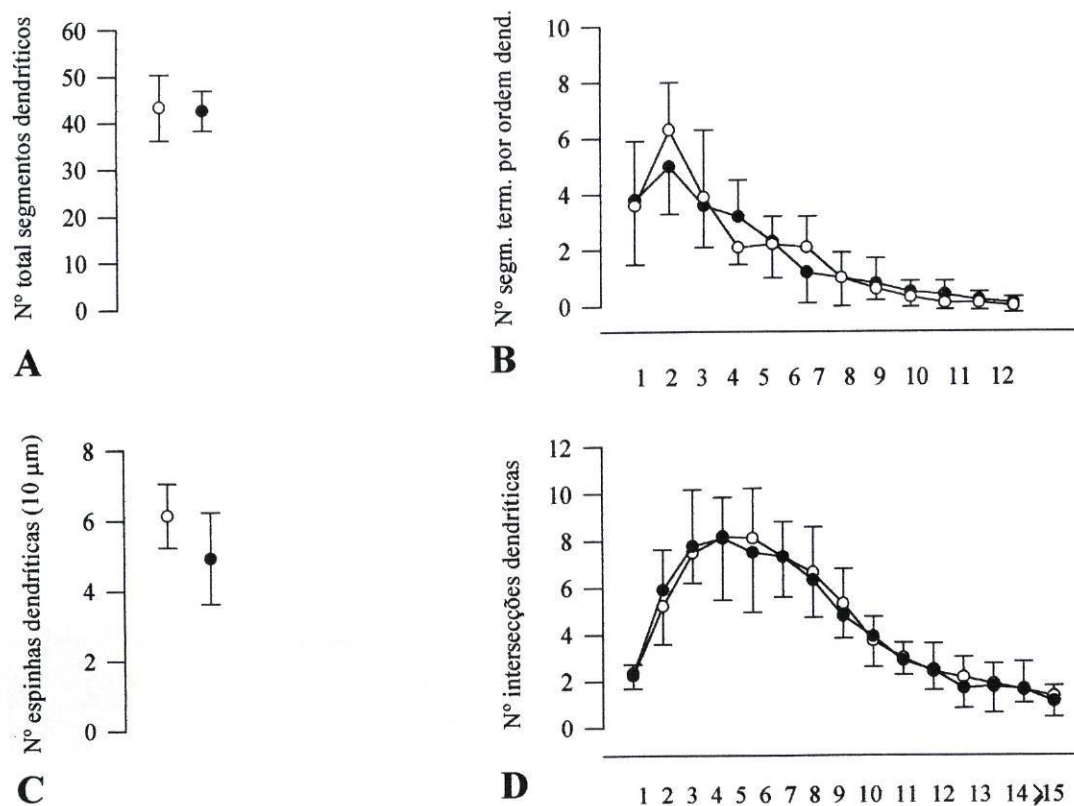 Nº total segmentos dendríticos
60
50
40
30
20
10
0
A
Nº segm. term. por ordem dend.
10
8
6
4
2
0
1 2 3 4 5 6 7 8 9 10 11 12
B
Nº espinhas dendríticas (10 µm)
8
6
4
2
0
C
Nº intersecções dendríticas
12
10
8
6
4
2
0
1 2 3 4 5 6 7 8 9 10 11 12 13 14 >15
D